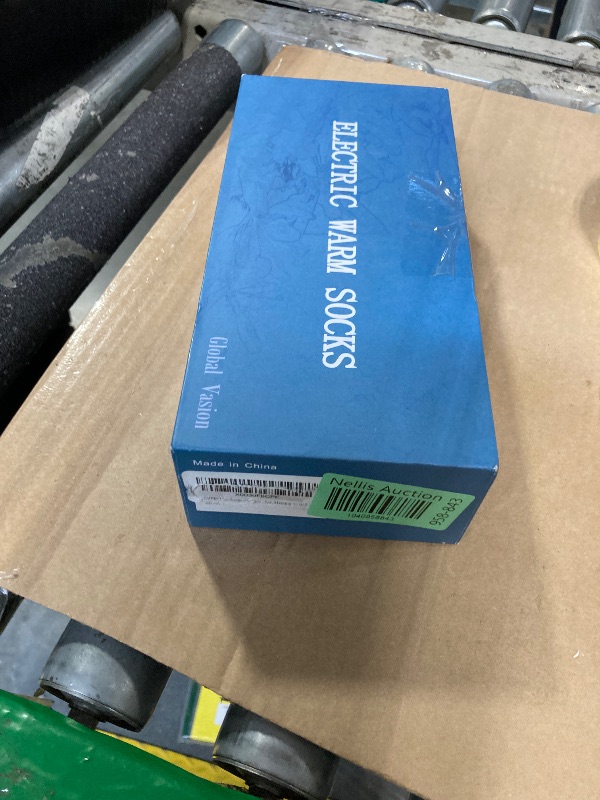 ELECTRIC WARM SOCKS
Global Vasion
Made in China
Nellis Auction
958-843